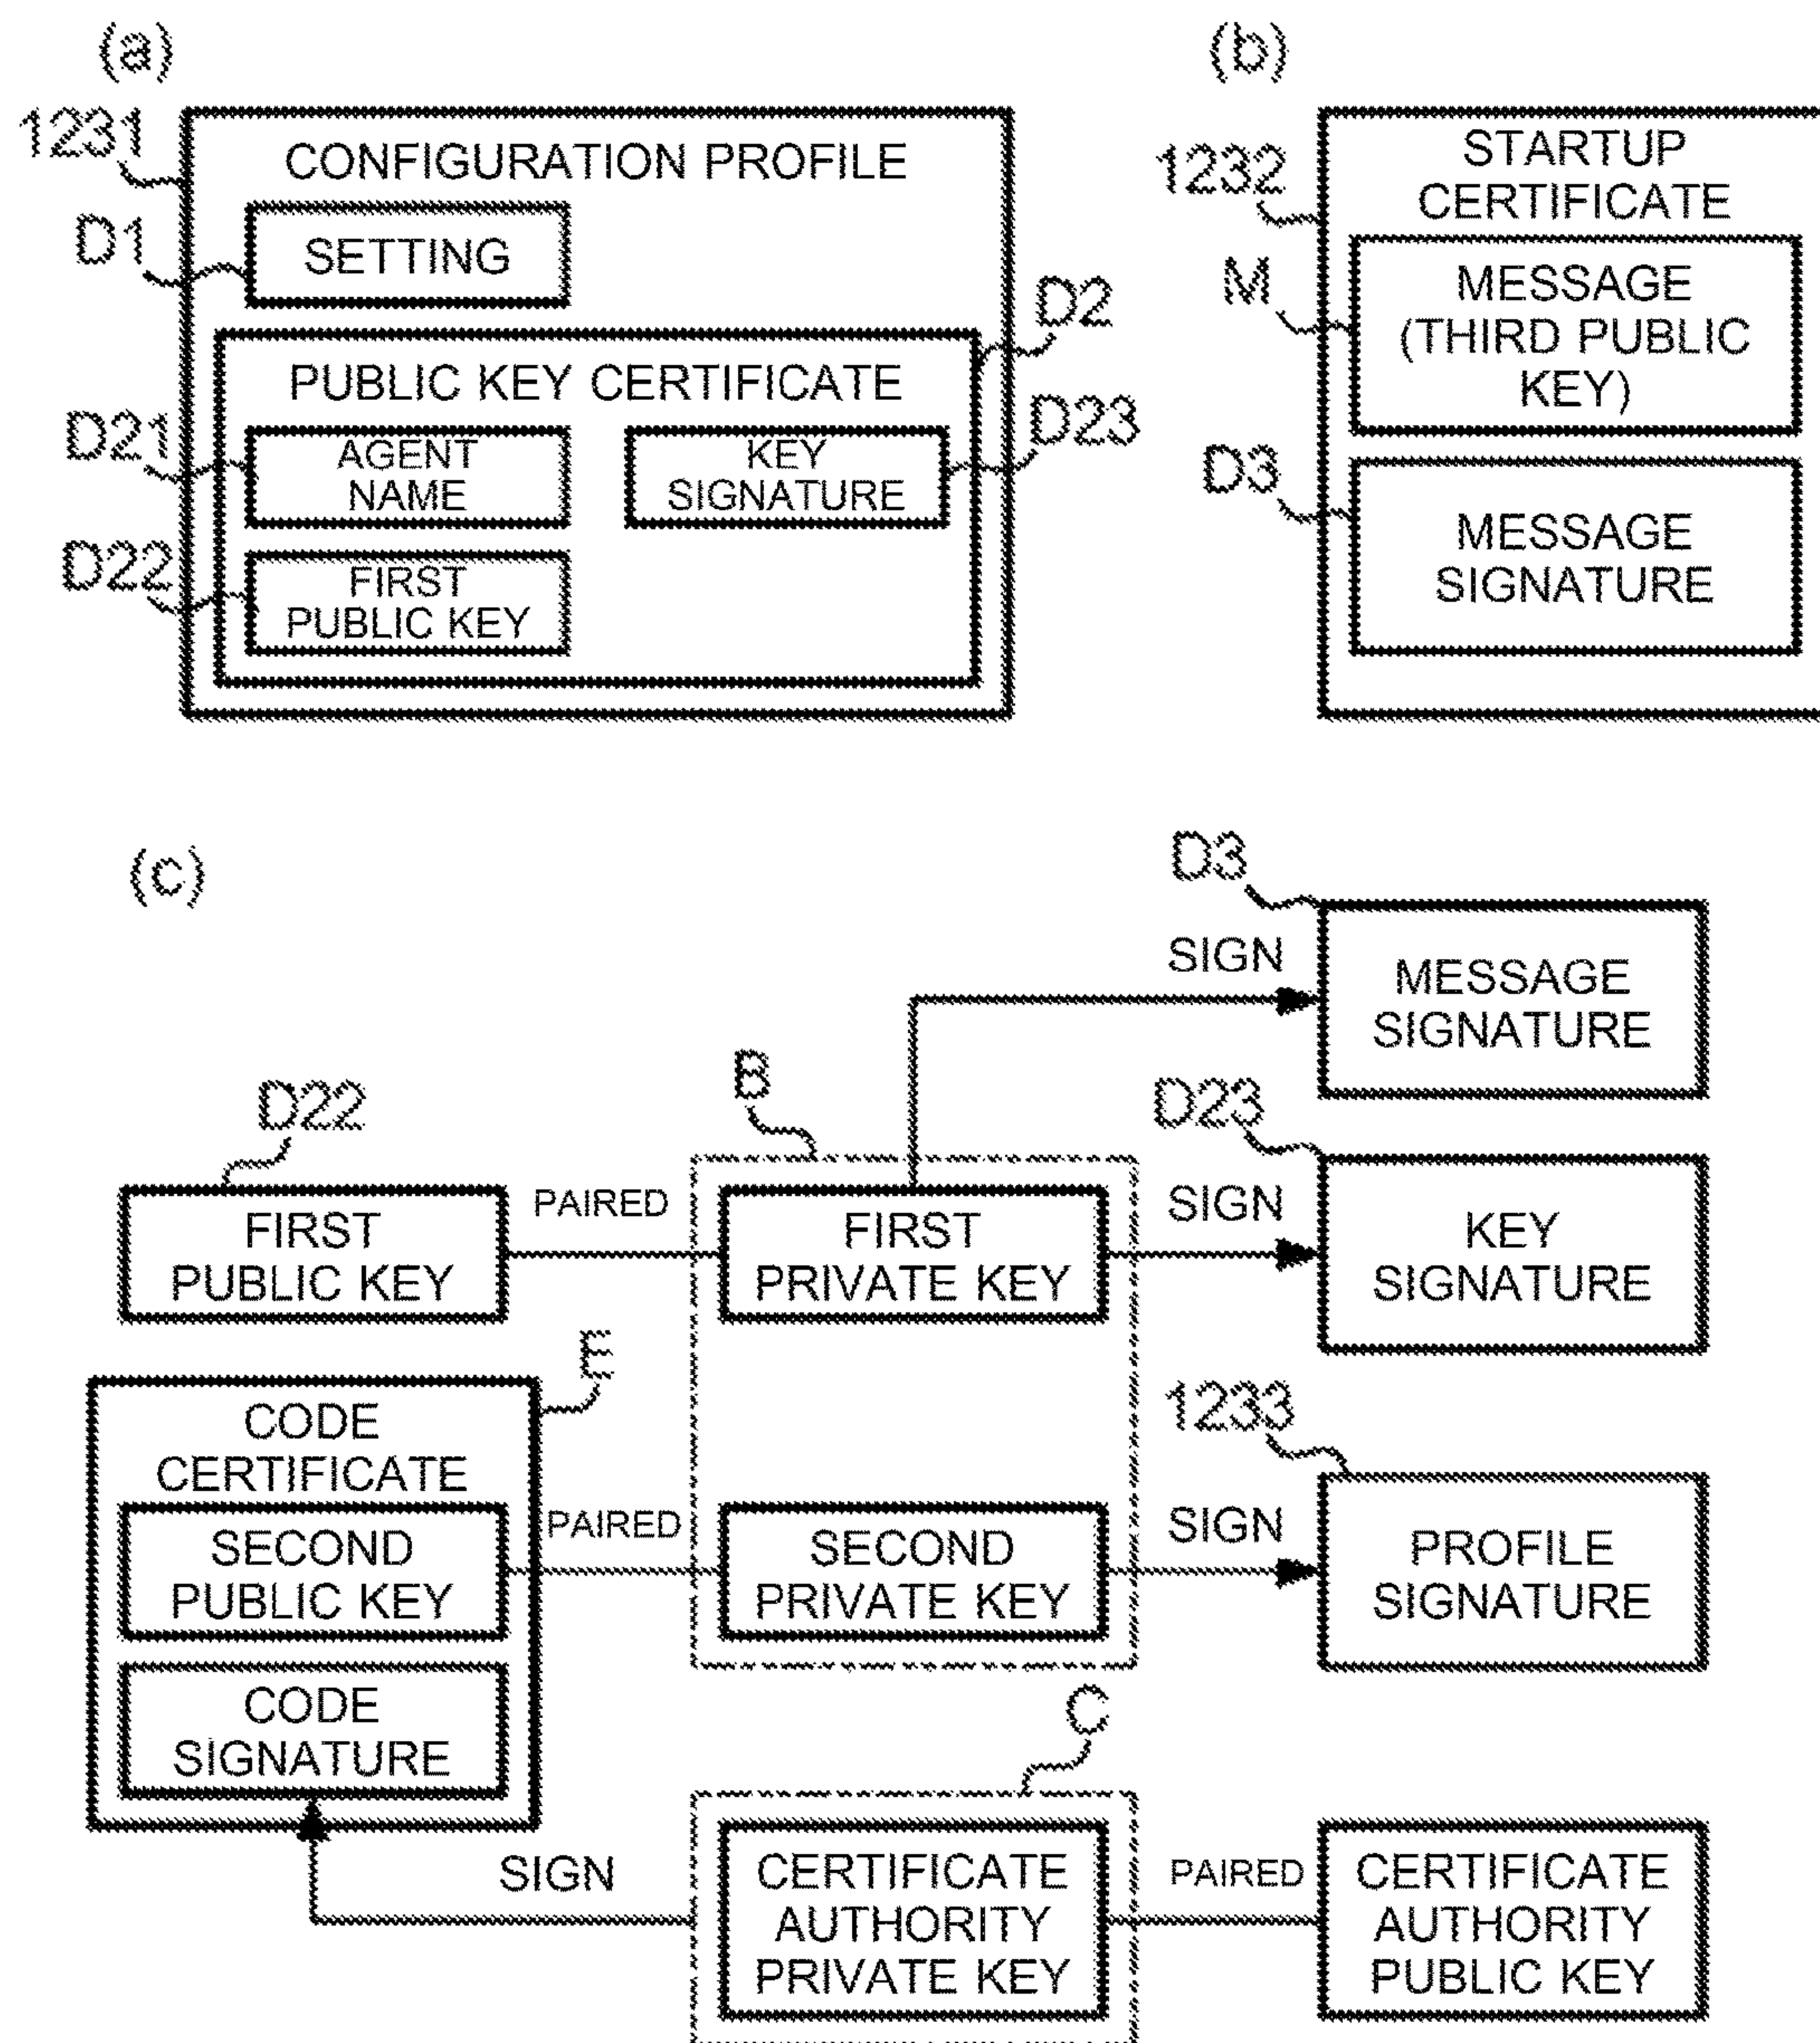 (a)
1231
CONFIGURATION PROFILE
D1
SETTING
D2
PUBLIC KEY CERTIFICATE
D21
AGENT
NAME
KEY
SIGNATURE
D23
D22
FIRST
PUBLIC KEY
(b)
1232
STARTUP
CERTIFICATE
M
MESSAGE
(THIRD PUBLIC
KEY)
D3
MESSAGE
SIGNATURE
(c)
D3
SIGN
MESSAGE
SIGNATURE
D22
B
D23
FIRST
PUBLIC KEY
PAIRED
FIRST
PRIVATE KEY
SIGN
KEY
SIGNATURE
E
1233
CODE
CERTIFICATE
SECOND
PUBLIC KEY
PAIRED
SECOND
PRIVATE KEY
SIGN
PROFILE
SIGNATURE
CODE
SIGNATURE
C
SIGN
CERTIFICATE
AUTHORITY
PRIVATE KEY
PAIRED
CERTIFICATE
AUTHORITY
PUBLIC KEY